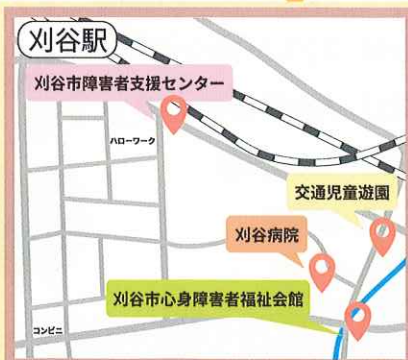 刈谷駅
刈谷市障害者支援センター
ハローワーク
交通児童遊園
刈谷病院
刈谷市心身障害者福祉会館
コンビニ